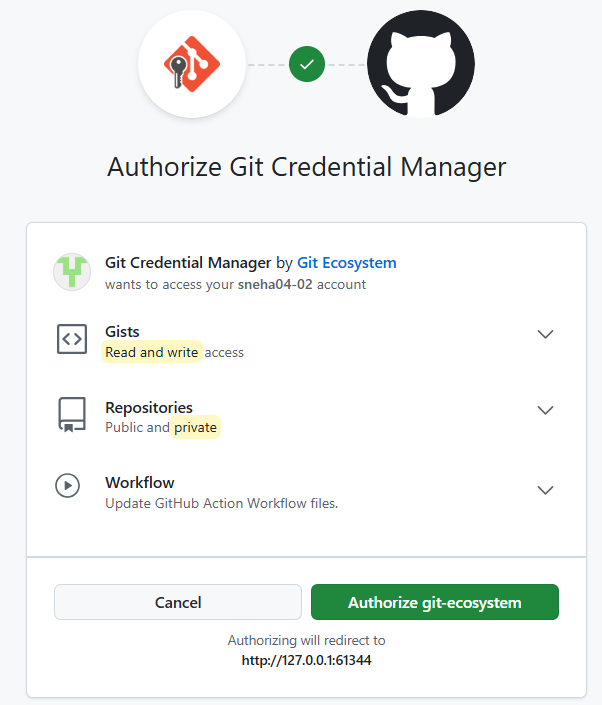 Authorize Git Credential Manager
Git Credential Manager by Git Ecosystem
wants to access your sneha04-02 account
Gists
Read and write access
Repositories
Public and private
Workflow
Update GitHub Action Workflow files.
Cancel
Authorize git-ecosystem
Authorizing will redirect to
http://127.0.0.1:61344